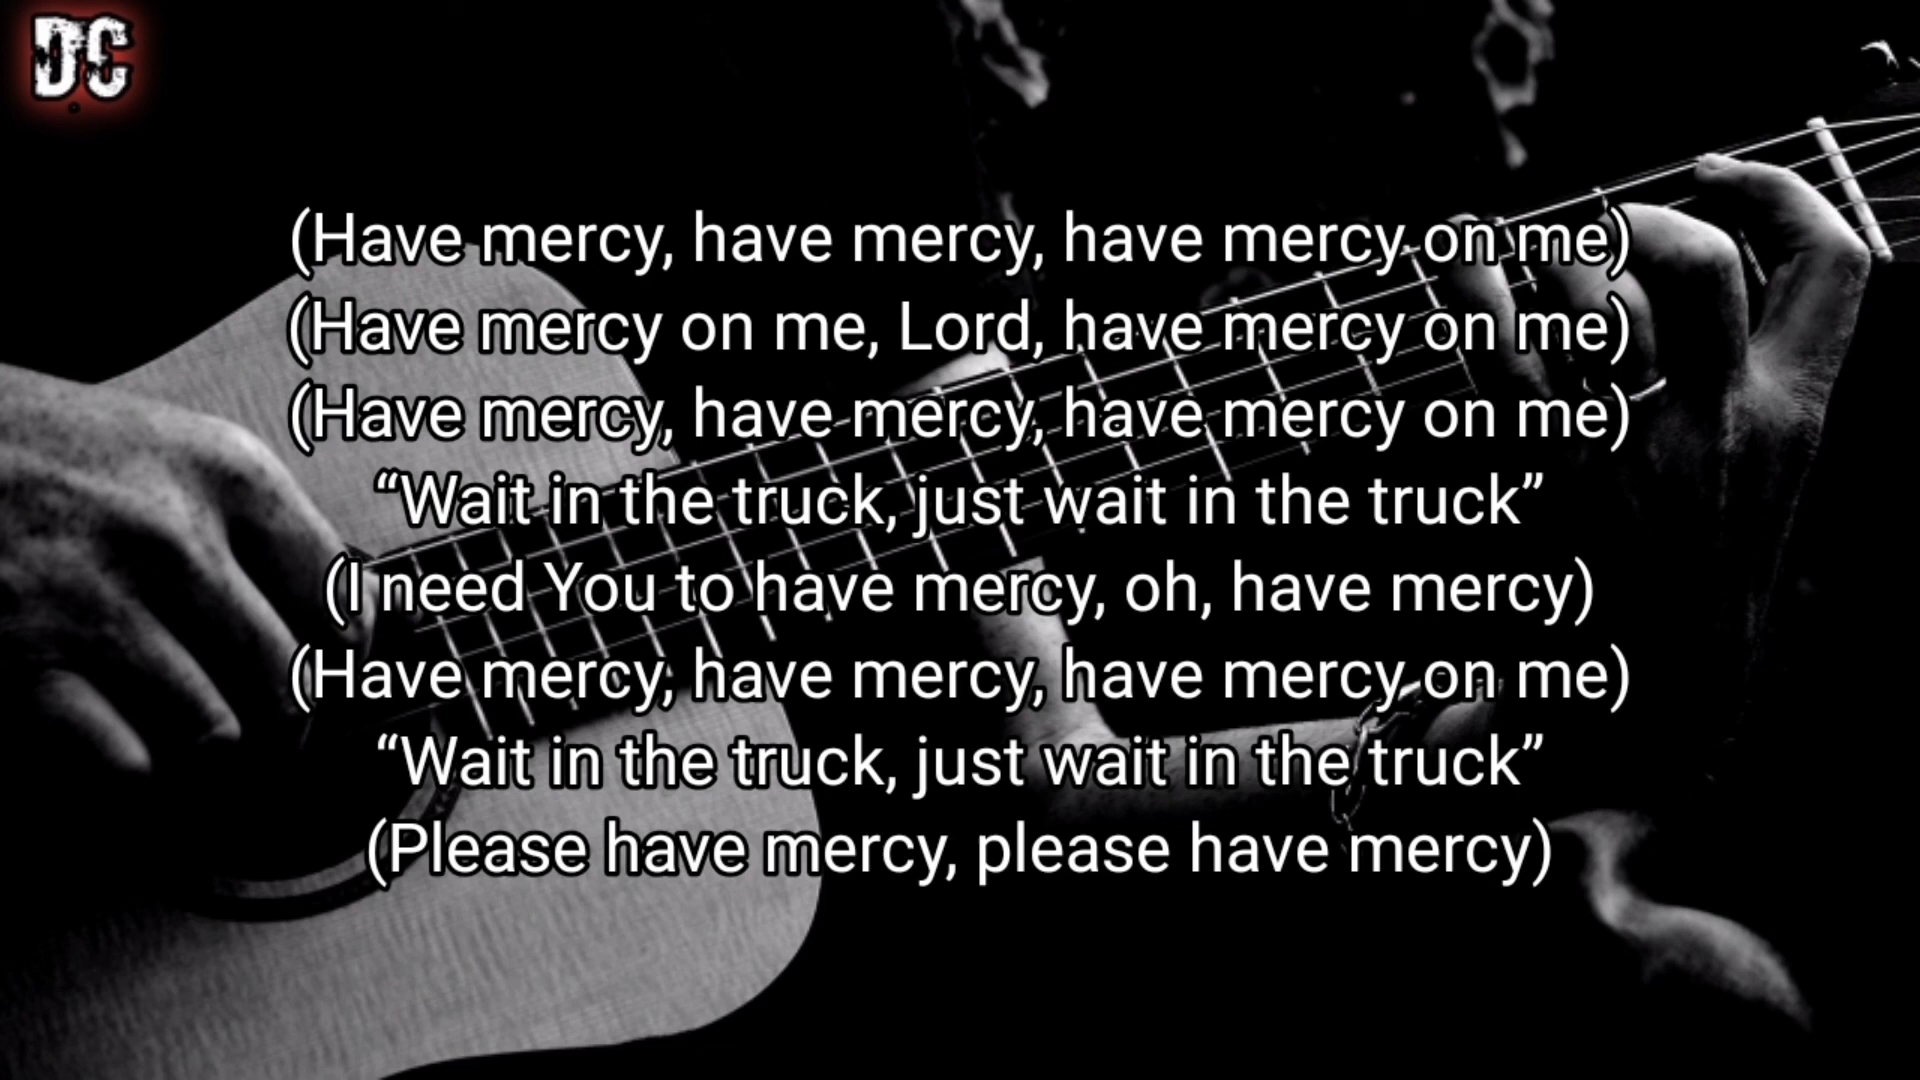 DC
(Have mercy, have mercy, have mercy on me)
(Have mercy on me, Lord, have mercy on me)
(Have mercy, have mercy, have mercy on me)
“Wait in the truck, just wait in the truck”
(I need You to have mercy, oh, have mercy)
(Have mercy, have mercy, have mercy on me)
“Wait in the truck, just wait in the truck”
(Please have mercy, please have mercy)